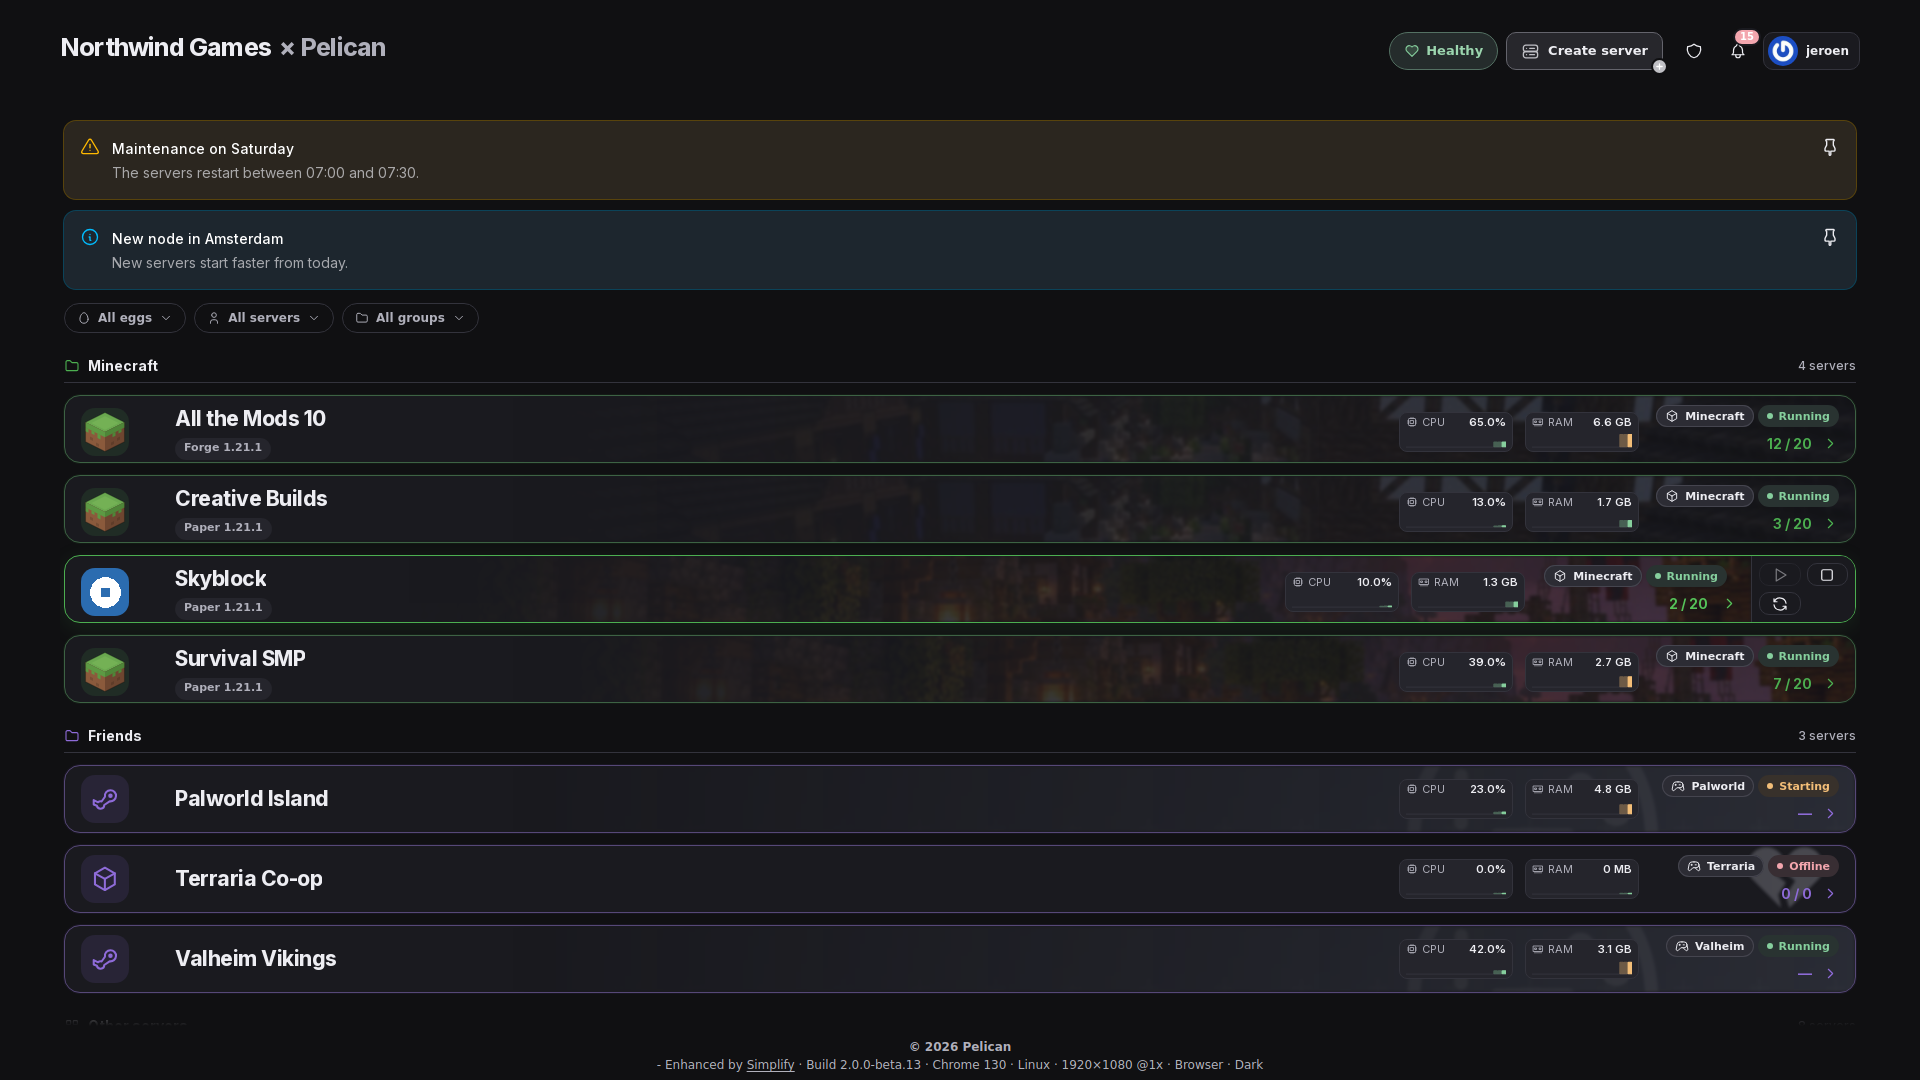 Northwind Games × Pelican
Healthy
Create server
15
jeroen
Maintenance on Saturday
The servers restart between 07:00 and 07:30.
New node in Amsterdam
New servers start faster from today.
All eggs
All servers
All groups
Minecraft
4 servers
All the Mods 10
Forge 1.21.1
CPU 65.0%
RAM 6.6 GB
Minecraft
Running
12 / 20
Creative Builds
Paper 1.21.1
CPU 13.0%
RAM 1.7 GB
Minecraft
Running
3 / 20
Skyblock
Paper 1.21.1
CPU 10.0%
RAM 1.3 GB
Minecraft
Running
2 / 20
Survival SMP
Paper 1.21.1
CPU 39.0%
RAM 2.7 GB
Minecraft
Running
7 / 20
Friends
3 servers
Palworld Island
CPU 23.0%
RAM 4.8 GB
Palworld
Starting
—
Terraria Co-op
CPU 0.0%
RAM 0 MB
Terraria
Offline
0 / 0
Valheim Vikings
CPU 42.0%
RAM 3.1 GB
Valheim
Running
—
Other servers
© 2026 Pelican
- Enhanced by Simplify · Build 2.0.0-beta.13 · Chrome 130 · Linux · 1920×1080 @1x · Browser · Dark